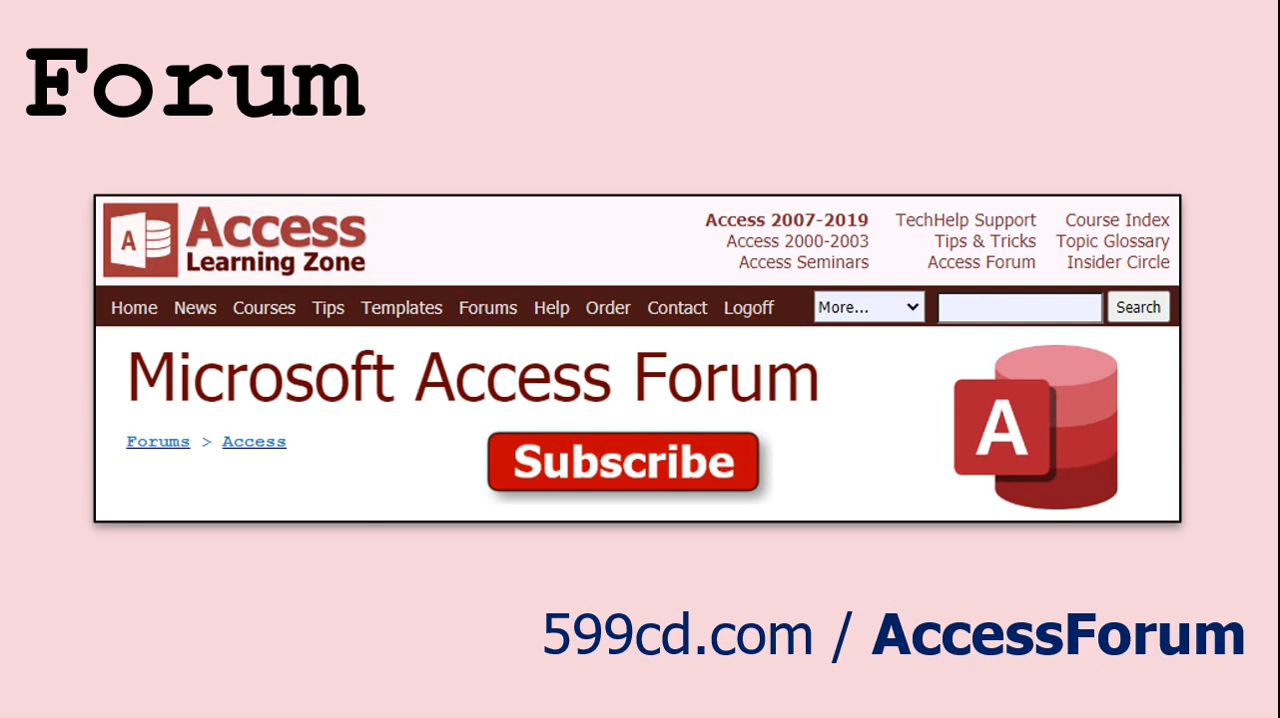 Forum
A Access
Learning Zone
Access 2007-2019 TechHelp Support Course Index
Access 2000-2003 Tips & Tricks Topic Glossary
Access Seminars Access Forum Insider Circle
Home News Courses Tips Templates Forums Help Order Contact Logoff More... Search
Microsoft Access Forum
Forums > Access
Subscribe
A
599cd.com / AccessForum